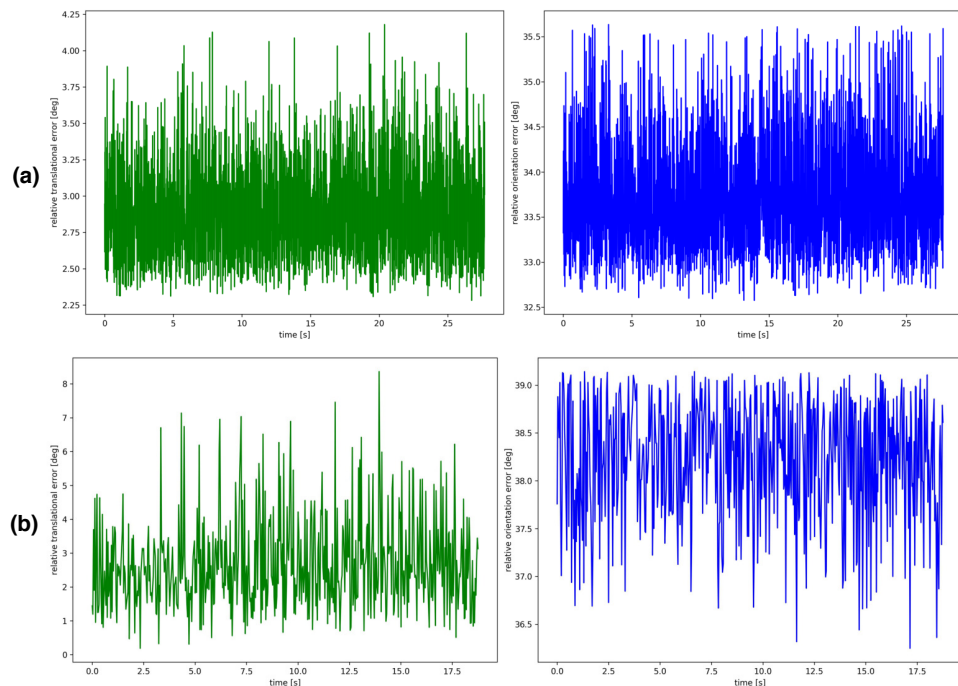 (a)
relative translational error [deg]
4.25
4.00
3.75
3.50
3.25
3.00
2.75
2.50
2.25
0 5 10 15 20 25
time [s]
relative orientation error [deg]
35.5
35.0
34.5
34.0
33.5
33.0
32.5
0 5 10 15 20 25
time [s]
(b)
relative translational error [deg]
8
7
6
5
4
3
2
1
0
0.0 2.5 5.0 7.5 10.0 12.5 15.0 17.5
time [s]
relative orientation error [deg]
39.0
38.5
38.0
37.5
37.0
36.5
0.0 2.5 5.0 7.5 10.0 12.5 15.0 17.5
time [s]